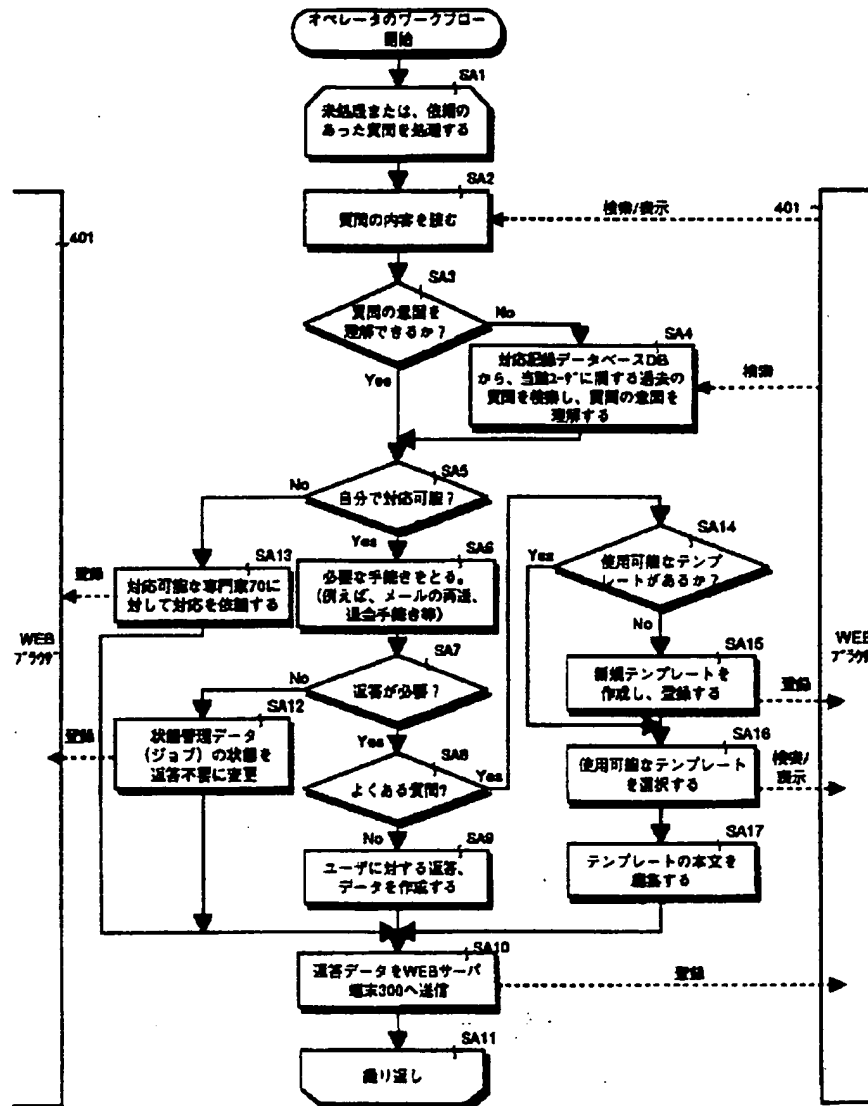 オペレータのワークフロー
開始
SA1
未処理または、依頼の
あった質問を処理する
SA2
質問の内容を読む
検索/表示
401
401
SA3
質問の意図を
理解できるか?
No
Yes
SA4
対応記録データベースDB
から、当該ユーザに関する過去の
質問を検索し、質問の意図を
理解する
検索
SA5
自分で対応可能?
No
Yes
SA13
対応可能な専門家70に
対して対応を依頼する
登録
SA6
必要な手続きをとる。
(例えば、メールの再送、
退会手続き等)
SA14
使用可能なテンプ
レートがあるか?
Yes
No
WEB
ブラウザ
WEB
ブラウザ
SA7
返答が必要?
No
Yes
SA15
新規テンプレートを
作成し、登録する
登録
SA12
状態管理データ
(ジョブ)の状態を
返答不要に変更
登録
SA8
よくある質問?
Yes
No
SA16
使用可能なテンプレート
を選択する
検索/
表示
SA9
ユーザに対する返答、
データを作成する
SA17
テンプレートの本文を
編集する
SA10
返答データをWEBサーバ
端末300へ送信
登録
SA11
繰り返し